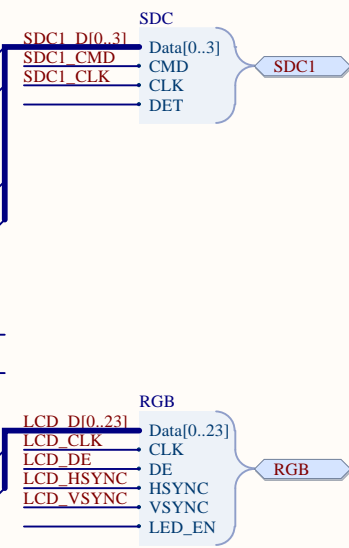 SDC
SDC1_D[0..3] Data[0..3]
SDC1_CMD CMD SDC1
SDC1_CLK CLK
DET
RGB
LCD_D[0..23] Data[0..23]
LCD_CLK CLK
LCD_DE DE RGB
LCD_HSYNC HSYNC
LCD_VSYNC VSYNC
LED_EN